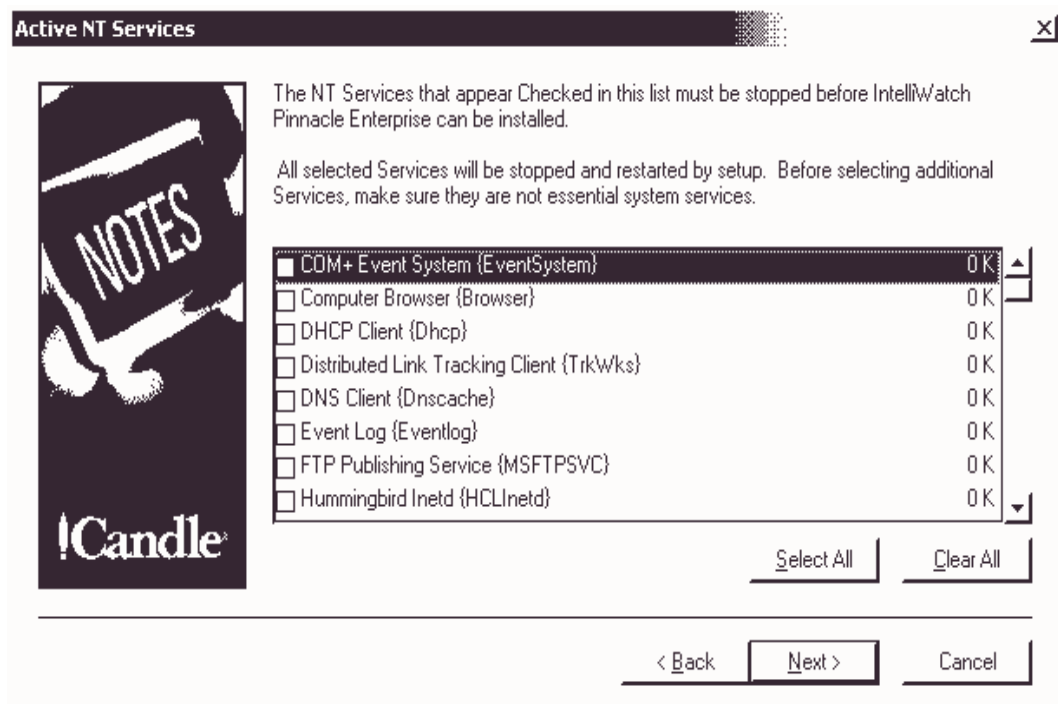 Active NT Services
The NT Services that appear Checked in this list must be stopped before IntelliWatch
Pinnacle Enterprise can be installed.
All selected Services will be stopped and restarted by setup. Before selecting additional
Services, make sure they are not essential system services.
NOTES
COM+ Event System {EventSystem} 0 K
Computer Browser {Browser} 0 K
DHCP Client {Dhcp} 0 K
Distributed Link Tracking Client {TrkWks} 0 K
DNS Client {Dnscache} 0 K
Event Log {Eventlog} 0 K
FTP Publishing Service {MSFTPSVC} 0 K
Hummingbird Inetd {HCLInetd} 0 K
!Candle
Select All Clear All
< Back Next > Cancel